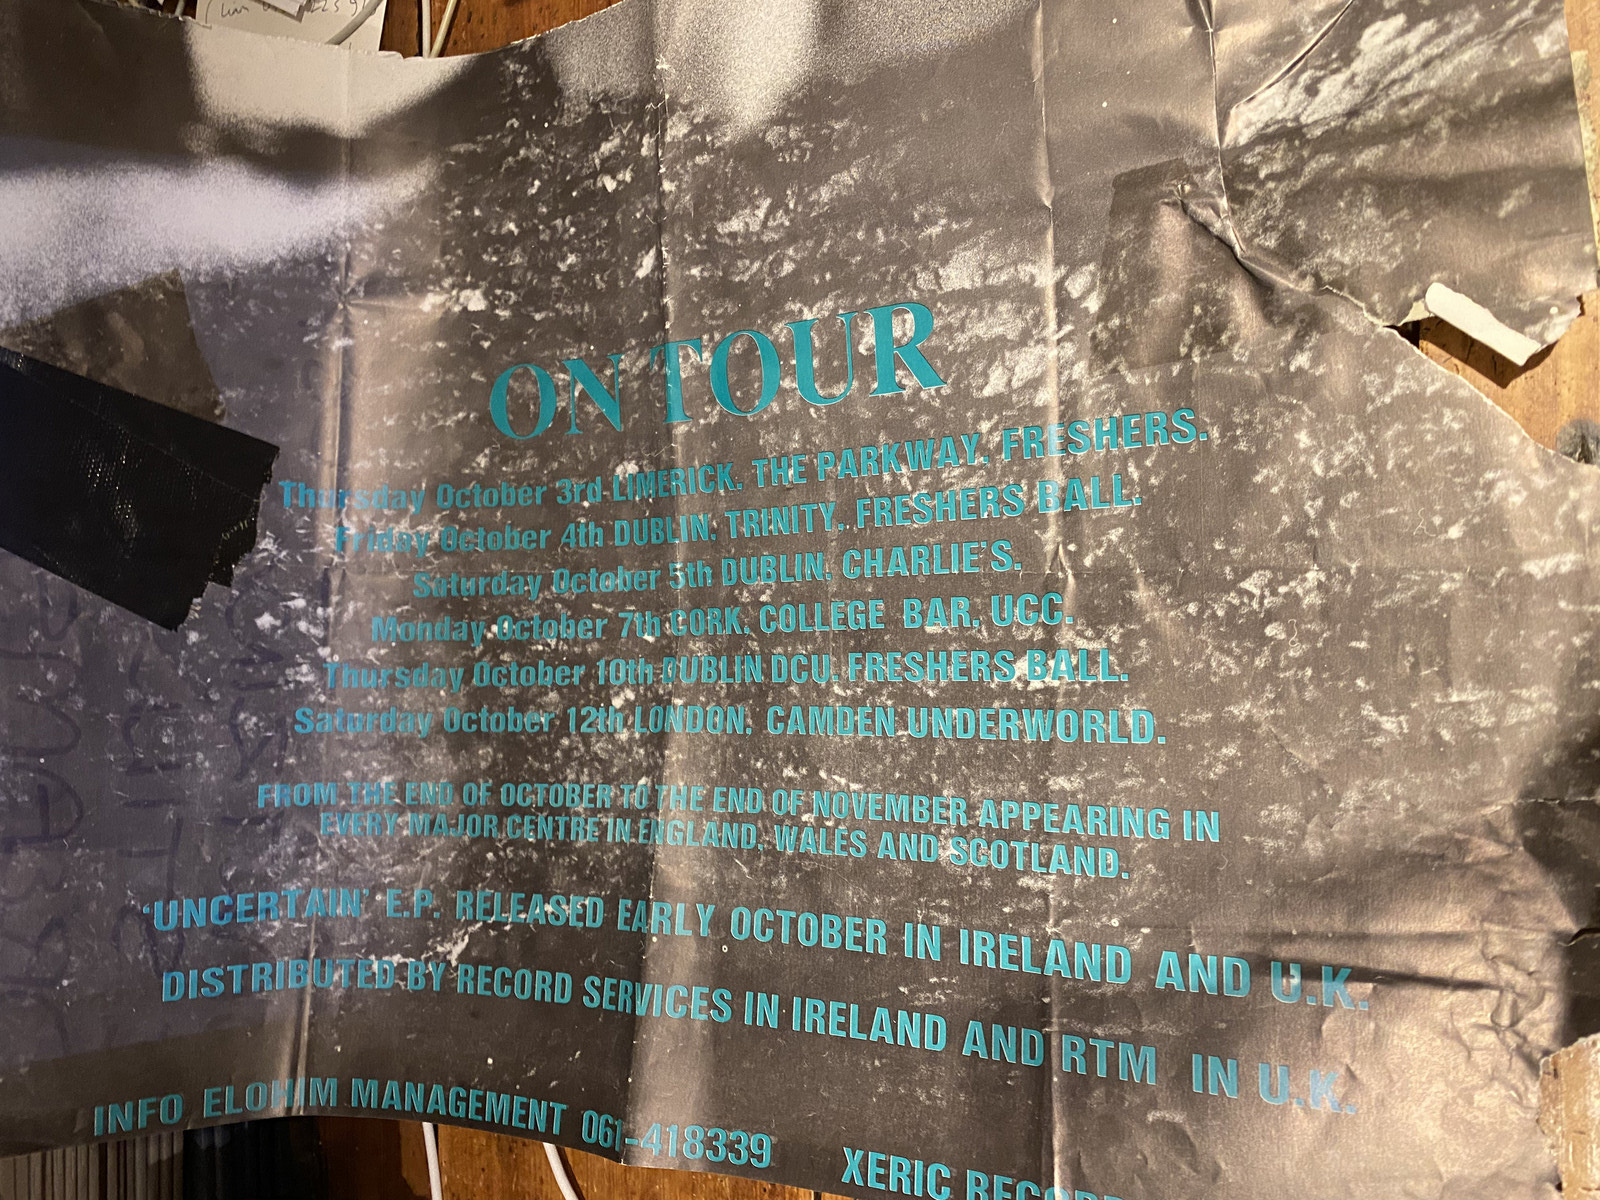 ON TOUR
Thursday October 3rd LIMERICK, THE PARKWAY, FRESHERS.
Friday October 4th DUBLIN, TRINITY, FRESHERS BALL.
Saturday October 5th DUBLIN, CHARLIE'S.
Monday October 7th CORK, COLLEGE BAR, UCC.
Thursday October 10th DUBLIN DCU, FRESHERS BALL.
Saturday October 12th LONDON, CAMDEN UNDERWORLD.
FROM THE END OF OCTOBER TO THE END OF NOVEMBER APPEARING IN
EVERY MAJOR CENTRE IN ENGLAND, WALES AND SCOTLAND.
'UNCERTAIN' E.P. RELEASED EARLY OCTOBER IN IRELAND AND U.K.
DISTRIBUTED BY RECORD SERVICES IN IRELAND AND RTM IN U.K.
INFO ELOHIM MANAGEMENT 061-418339 XERIC